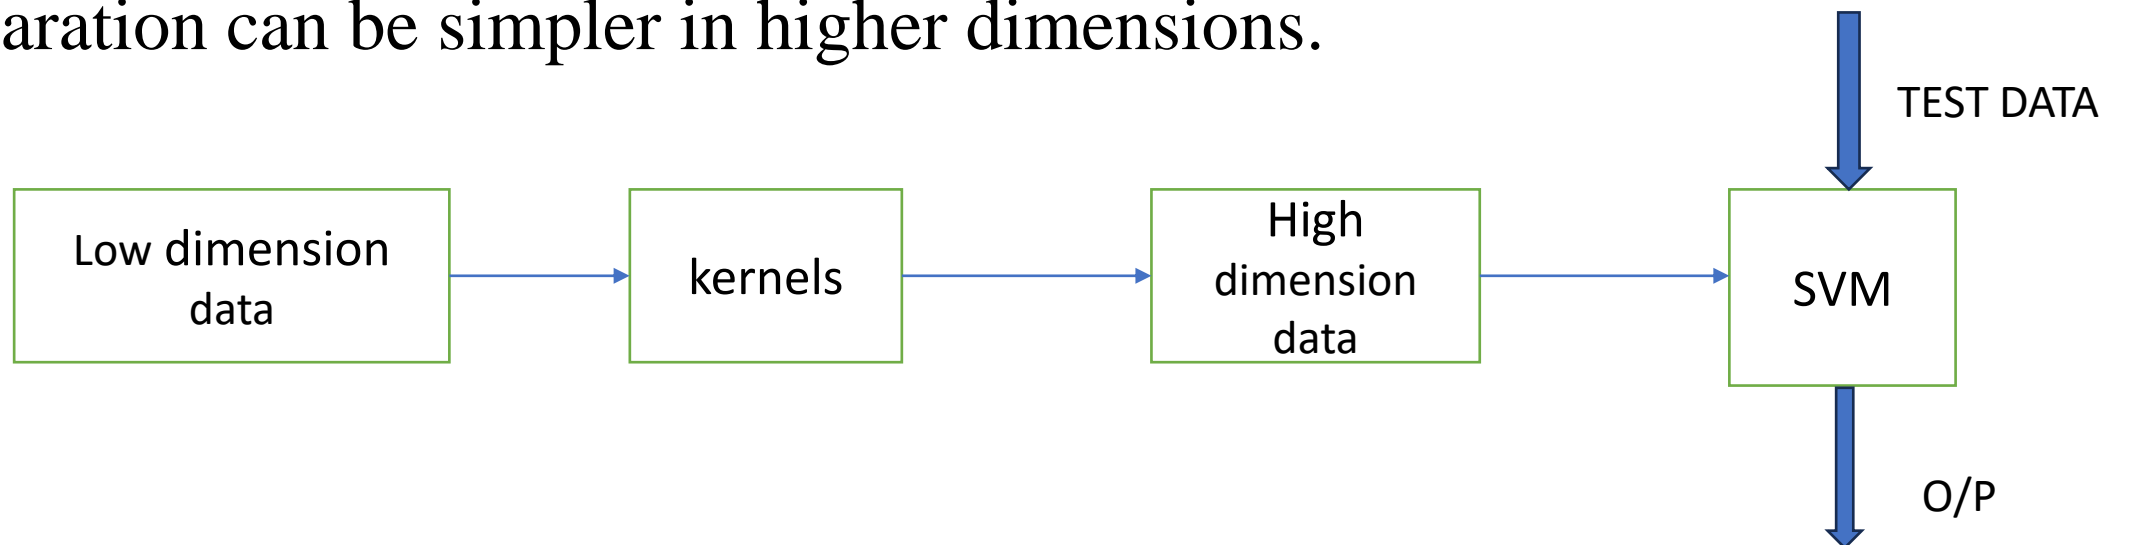 aration can be simpler in higher dimensions.
TEST DATA
Low dimension
data
kernels
High
dimension
data
SVM
O/P